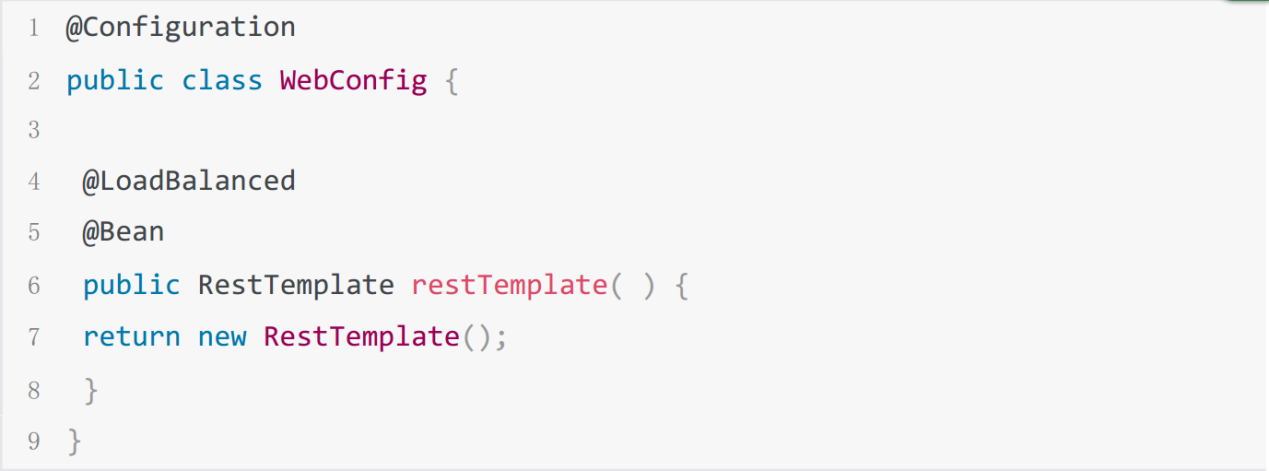 1 @Configuration
2 public class WebConfig {
3
4 @LoadBalanced
5 @Bean
6 public RestTemplate restTemplate( ) {
7 return new RestTemplate();
8 }
9 }